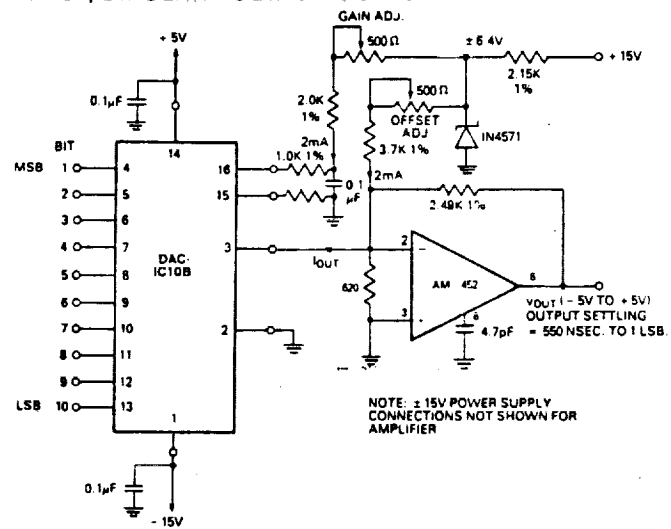 GAIN ADJ.
+ 5V
500 Ω
± 6.4V
+ 15V
2.15K
1%
0.1μF
2.0K
1%
500 Ω
OFFSET
ADJ
IN4571
BIT
14
2mA
1.0K 1%
3.7K 1%
MSB
1
4
16
0.1
μF
2mA
2
5
15
2.49K 1%
3
6
4
7
DAC-
IC10B
3
IOUT
2
−
6
5
8
620
AM 452
6
9
VOUT (− 5V TO + 5V)
OUTPUT SETTLING
= 550 NSEC. TO 1 LSB.
7
10
2
3
8
4.7pF
8
11
9
12
LSB
10
13
1
NOTE: ± 15V POWER SUPPLY
CONNECTIONS NOT SHOWN FOR
AMPLIFIER
0.1μF
− 15V